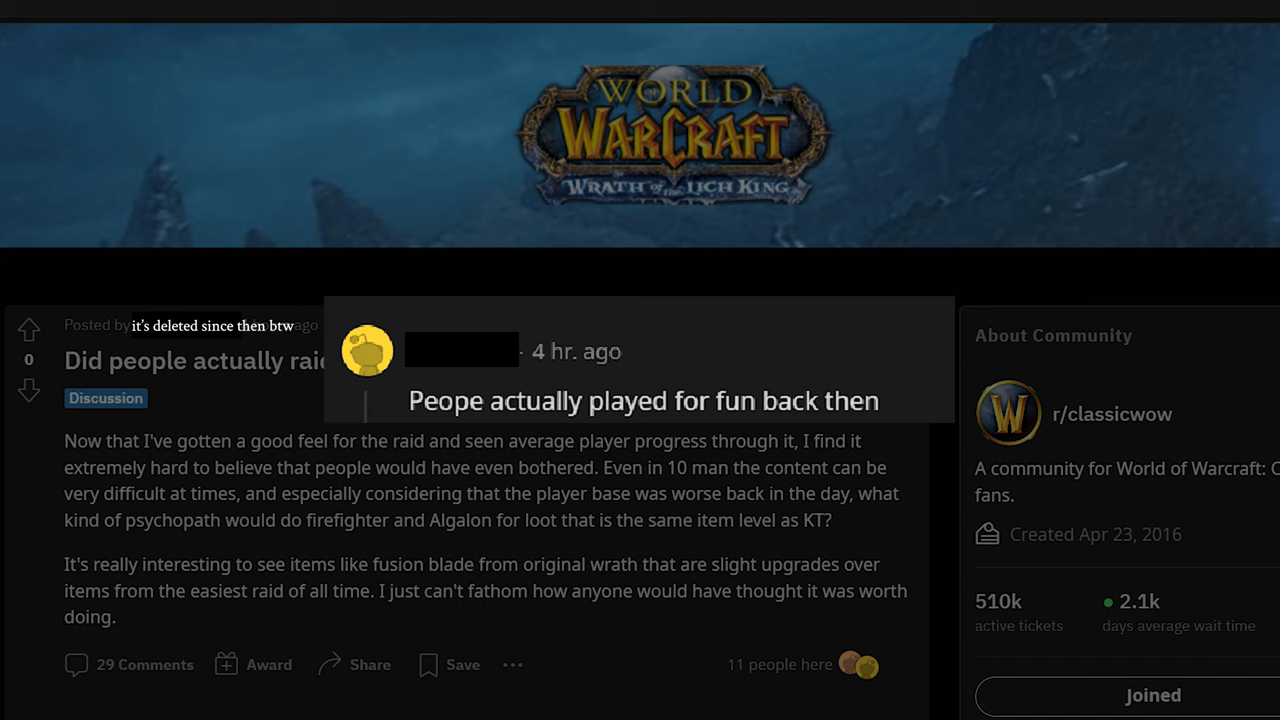 WORLD
OF
WARCRAFT
WRATH of the LICH KING
Posted by it's deleted since then btw ago
Did people actually raid
4 hr. ago
Discussion
Peope actually played for fun back then
Now that I've gotten a good feel for the raid and seen average player progress through it, I find it
extremely hard to believe that people would have even bothered. Even in 10 man the content can be
very difficult at times, and especially considering that the player base was worse back in the day, what
kind of psychopath would do firefighter and Algalon for loot that is the same item level as KT?
It's really interesting to see items like fusion blade from original wrath that are slight upgrades over
items from the easiest raid of all time. I just can't fathom how anyone would have thought it was worth
doing.
0
29 Comments
Award
Share
Save
11 people here
About Community
W
r/classicwow
A community for World of Warcraft: C
fans.
Created Apr 23, 2016
510k
active tickets
2.1k
days average wait time
Joined